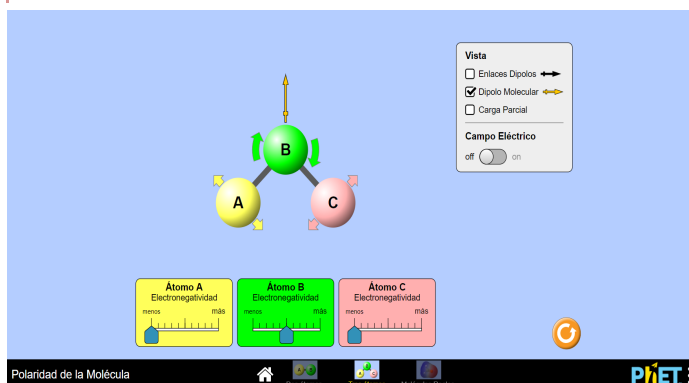 Vista
Enlaces Dipolos
Dipolo Molecular
Carga Parcial
Campo Eléctrico
off on
B
A
C
Átomo A
Electronegatividad
menos más
Átomo B
Electronegatividad
menos más
Átomo C
Electronegatividad
menos más
Polaridad de la Molécula
PhET